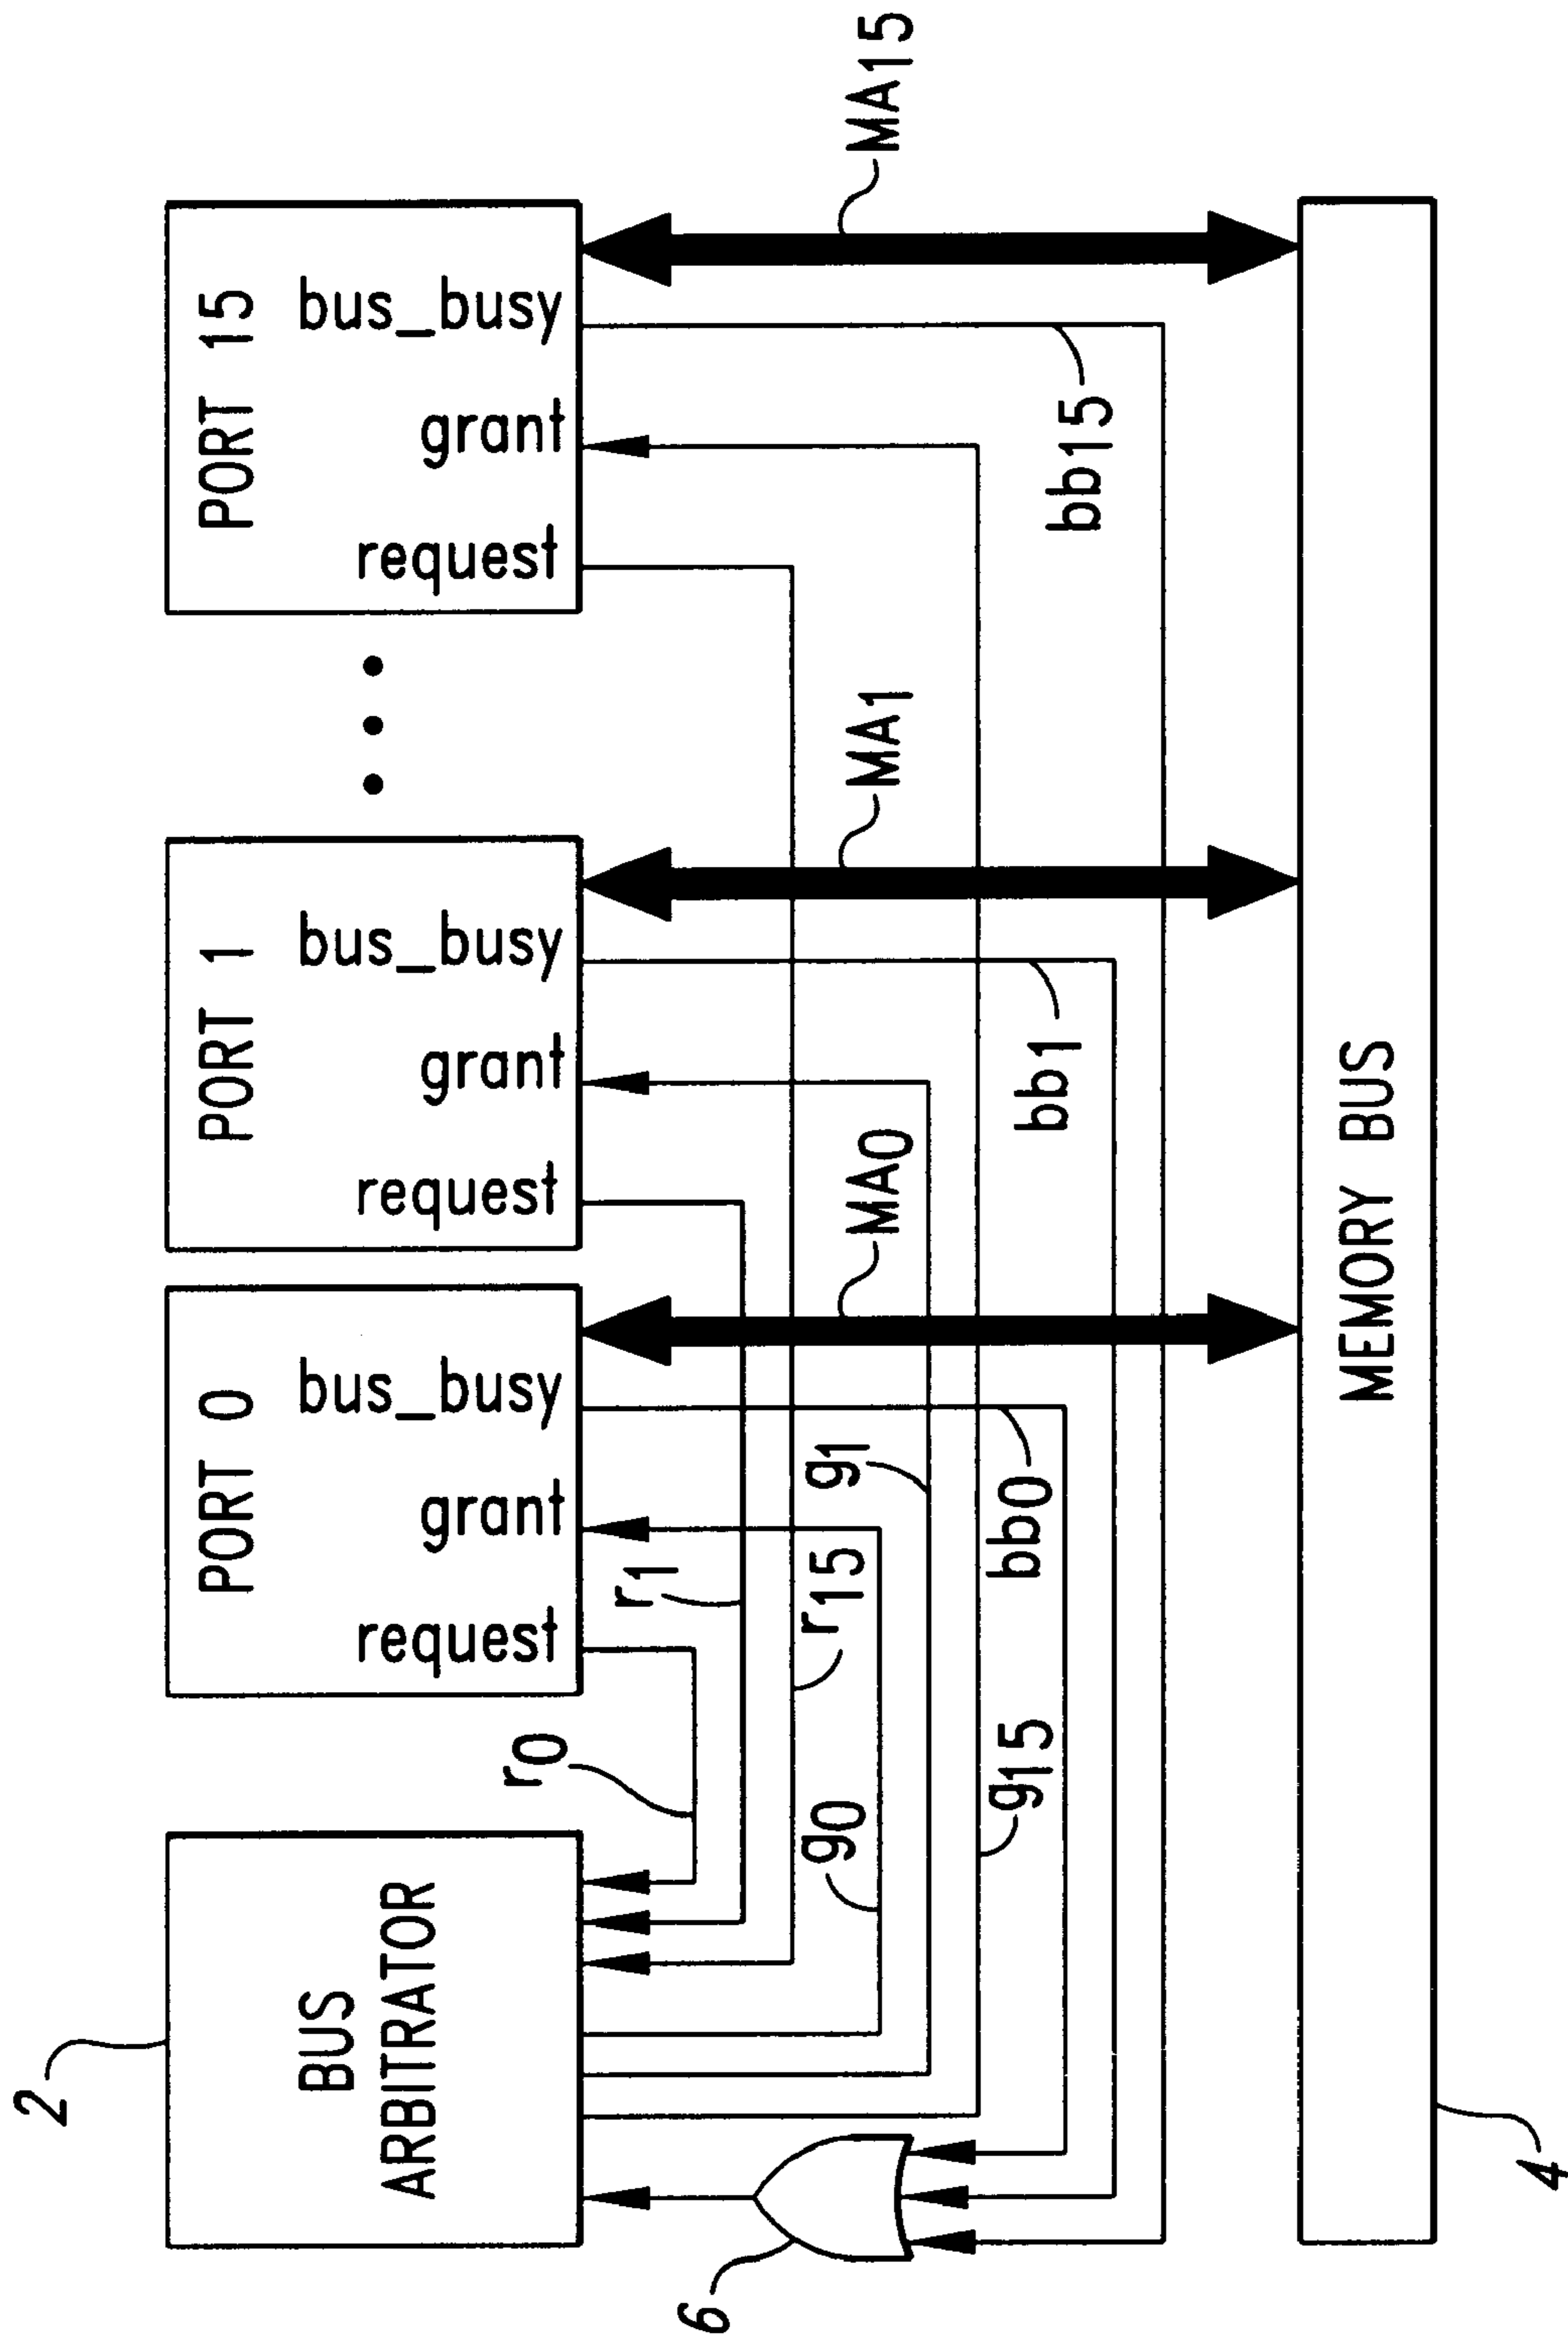 2
BUS
ARBITRATOR
PORT 0
request
grant
bus_busy
PORT 1
request
grant
bus_busy
PORT 15
request
grant
bus_busy
r0
r1
r15
g0
g1
g15
MA0
MA1
MA15
bb0
bb1
bb15
6
MEMORY BUS
4